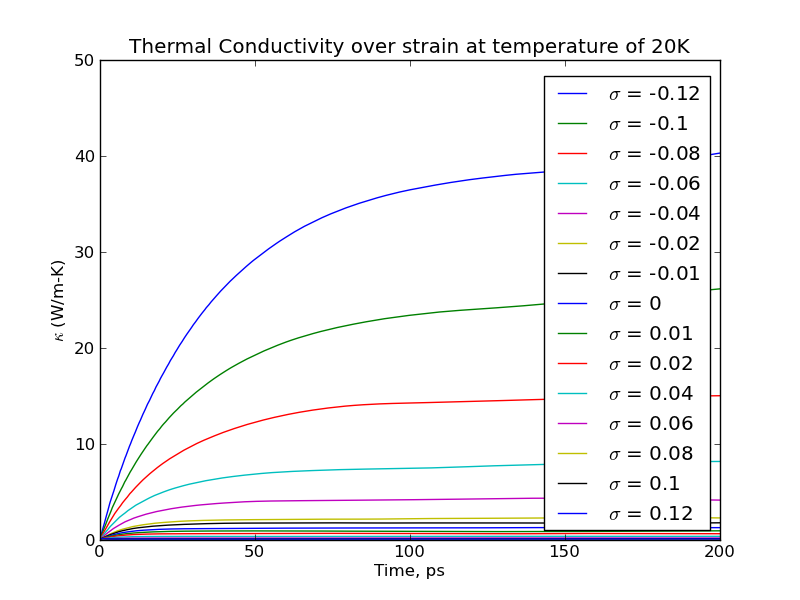 Thermal Conductivity over strain at temperature of 20K
50
40
30
20
10
0
κ (W/m-K)
σ = -0.12
σ = -0.1
σ = -0.08
σ = -0.06
σ = -0.04
σ = -0.02
σ = -0.01
σ = 0
σ = 0.01
σ = 0.02
σ = 0.04
σ = 0.06
σ = 0.08
σ = 0.1
σ = 0.12
0 50 100 150 200
Time, ps